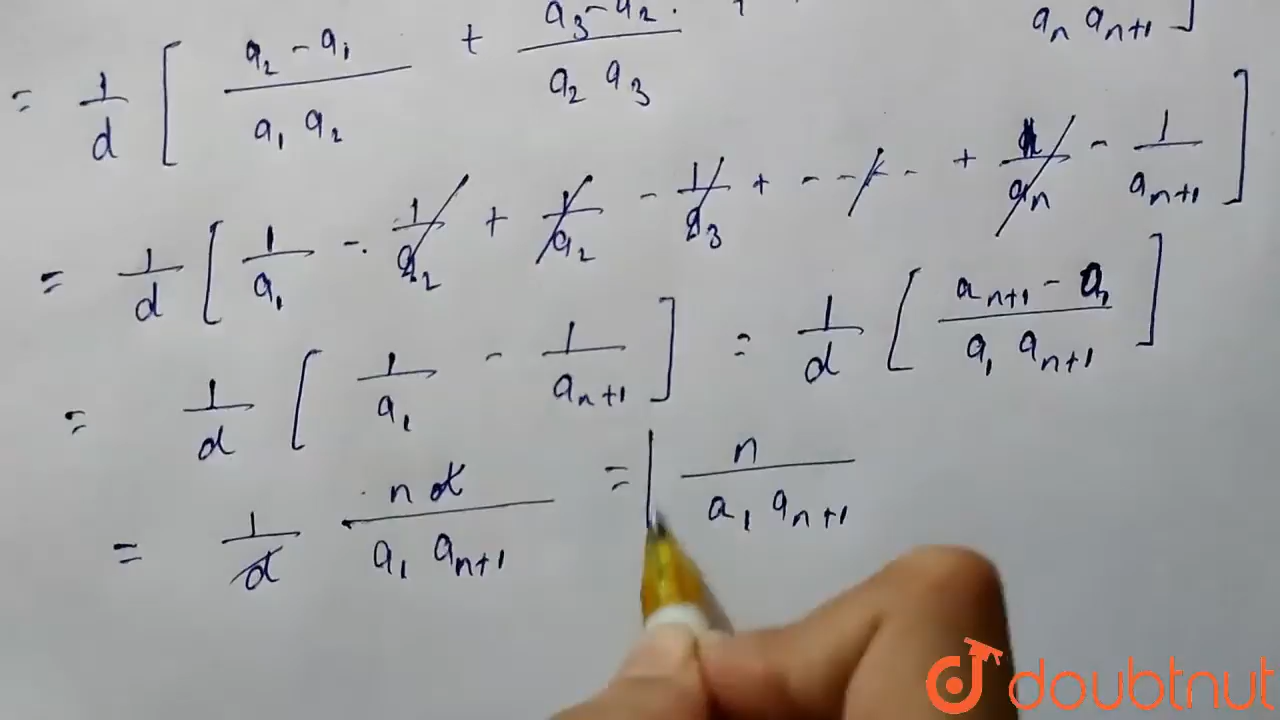 = 1/d [ a₂ - a₁ / a₁ a₂ + a₃ - a₂ / a₂ a₃ aₙ aₙ₊₁ ]
= 1/d [ 1/a₁ - 1/a₂ + 1/a₂ - 1/a₃ + ----- + 1/aₙ - 1/aₙ₊₁ ]
= 1/d [ 1/a₁ - 1/aₙ₊₁ ] = 1/d [ aₙ₊₁ - a₁ / a₁ aₙ₊₁ ]
= 1/d nd / a₁ aₙ₊₁ = n / a₁ aₙ₊₁
doubtnut